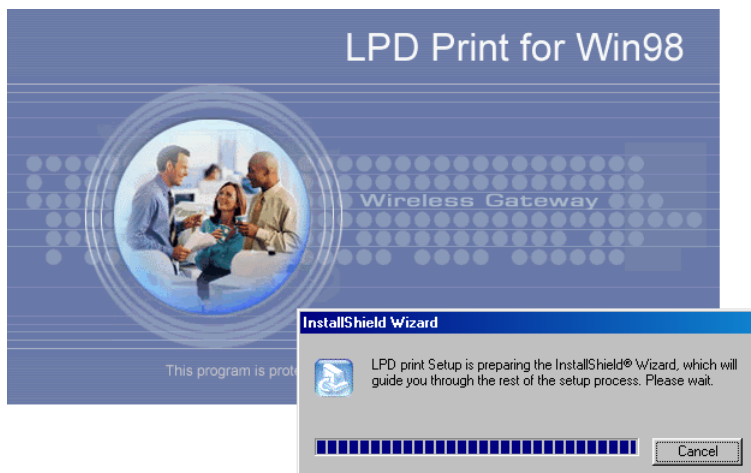 LPD Print for Win98
Wireless Gateway
This program is
InstallShield Wizard
LPD print Setup is preparing the InstallShield® Wizard, which will
guide you through the rest of the setup process. Please wait.
Cancel